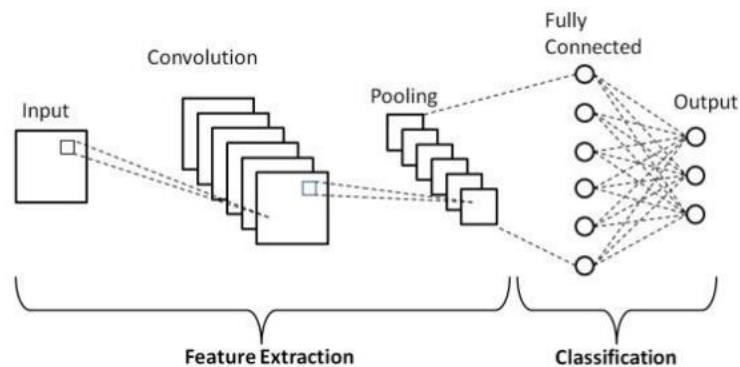 Fully
Connected
Convolution
Pooling
Output
Input
Feature Extraction
Classification